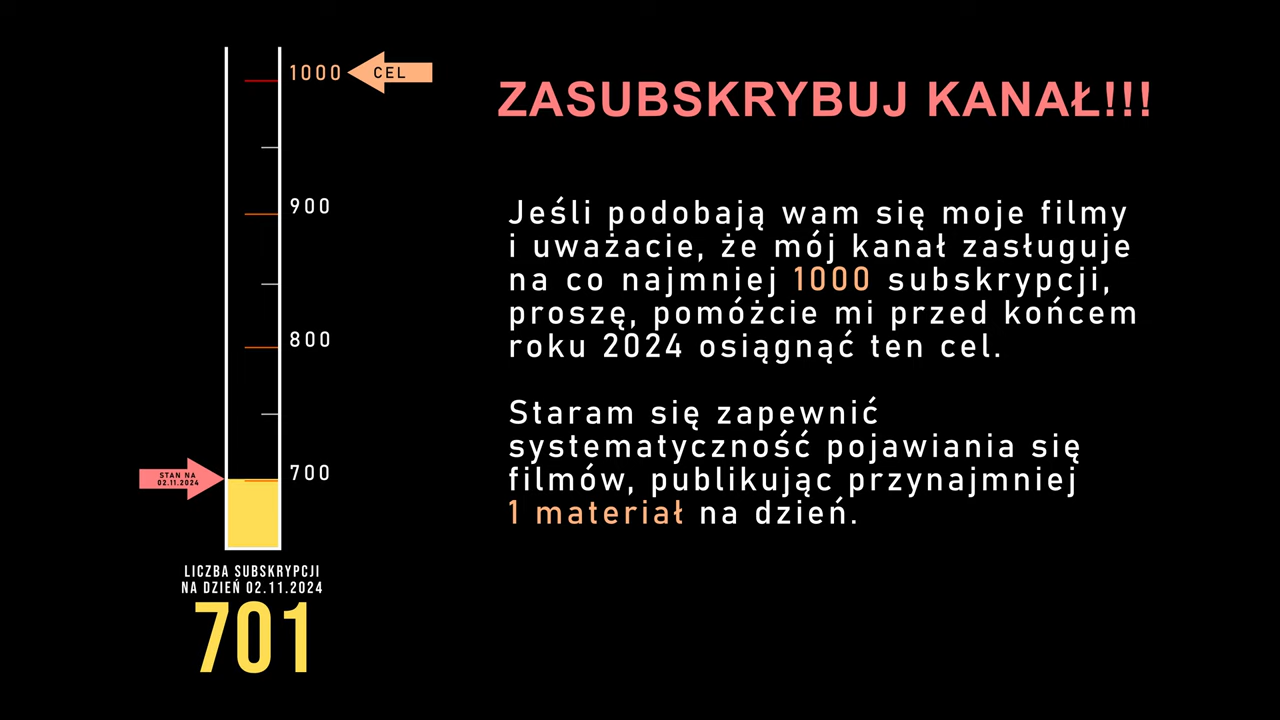 1000
CEL
900
800
700
STAN NA
02.11.2024
LICZBA SUBSKRYPCJI
NA DZIEŃ 02.11.2024
701
ZASUBSKRYBUJ KANAŁ!!!
Jeśli podobają wam się moje filmy
i uważacie, że mój kanał zasługuje
na co najmniej 1000 subskrypcji,
proszę, pomóżcie mi przed końcem
roku 2024 osiągnąć ten cel.
Staram się zapewnić
systematyczność pojawiania się
filmów, publikując przynajmniej
1 materiał na dzień.